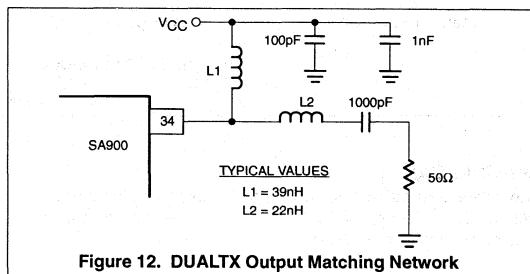 VCC
100pF
1nF
L1
L2
1000pF
34
SA900
TYPICAL VALUES
L1 = 39nH
L2 = 22nH
50Ω
Figure 12. DUALTX Output Matching Network